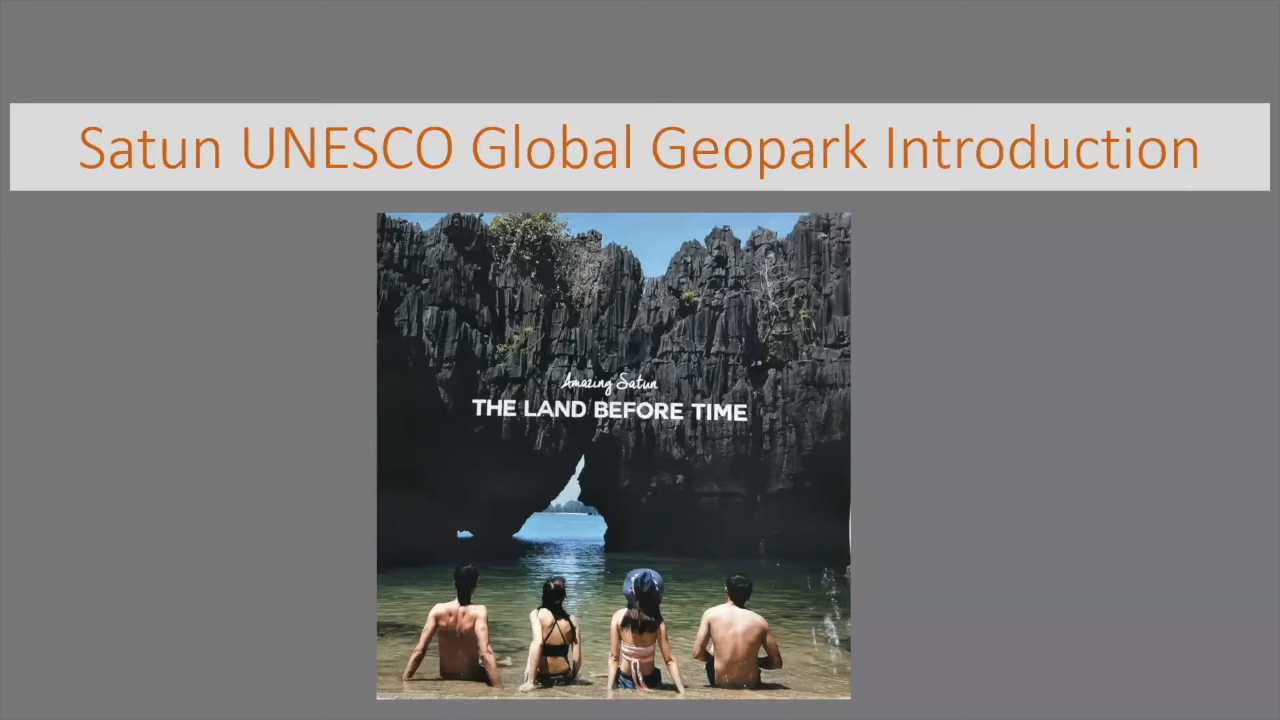 Satun UNESCO Global Geopark Introduction
Amazing Satun
THE LAND BEFORE TIME